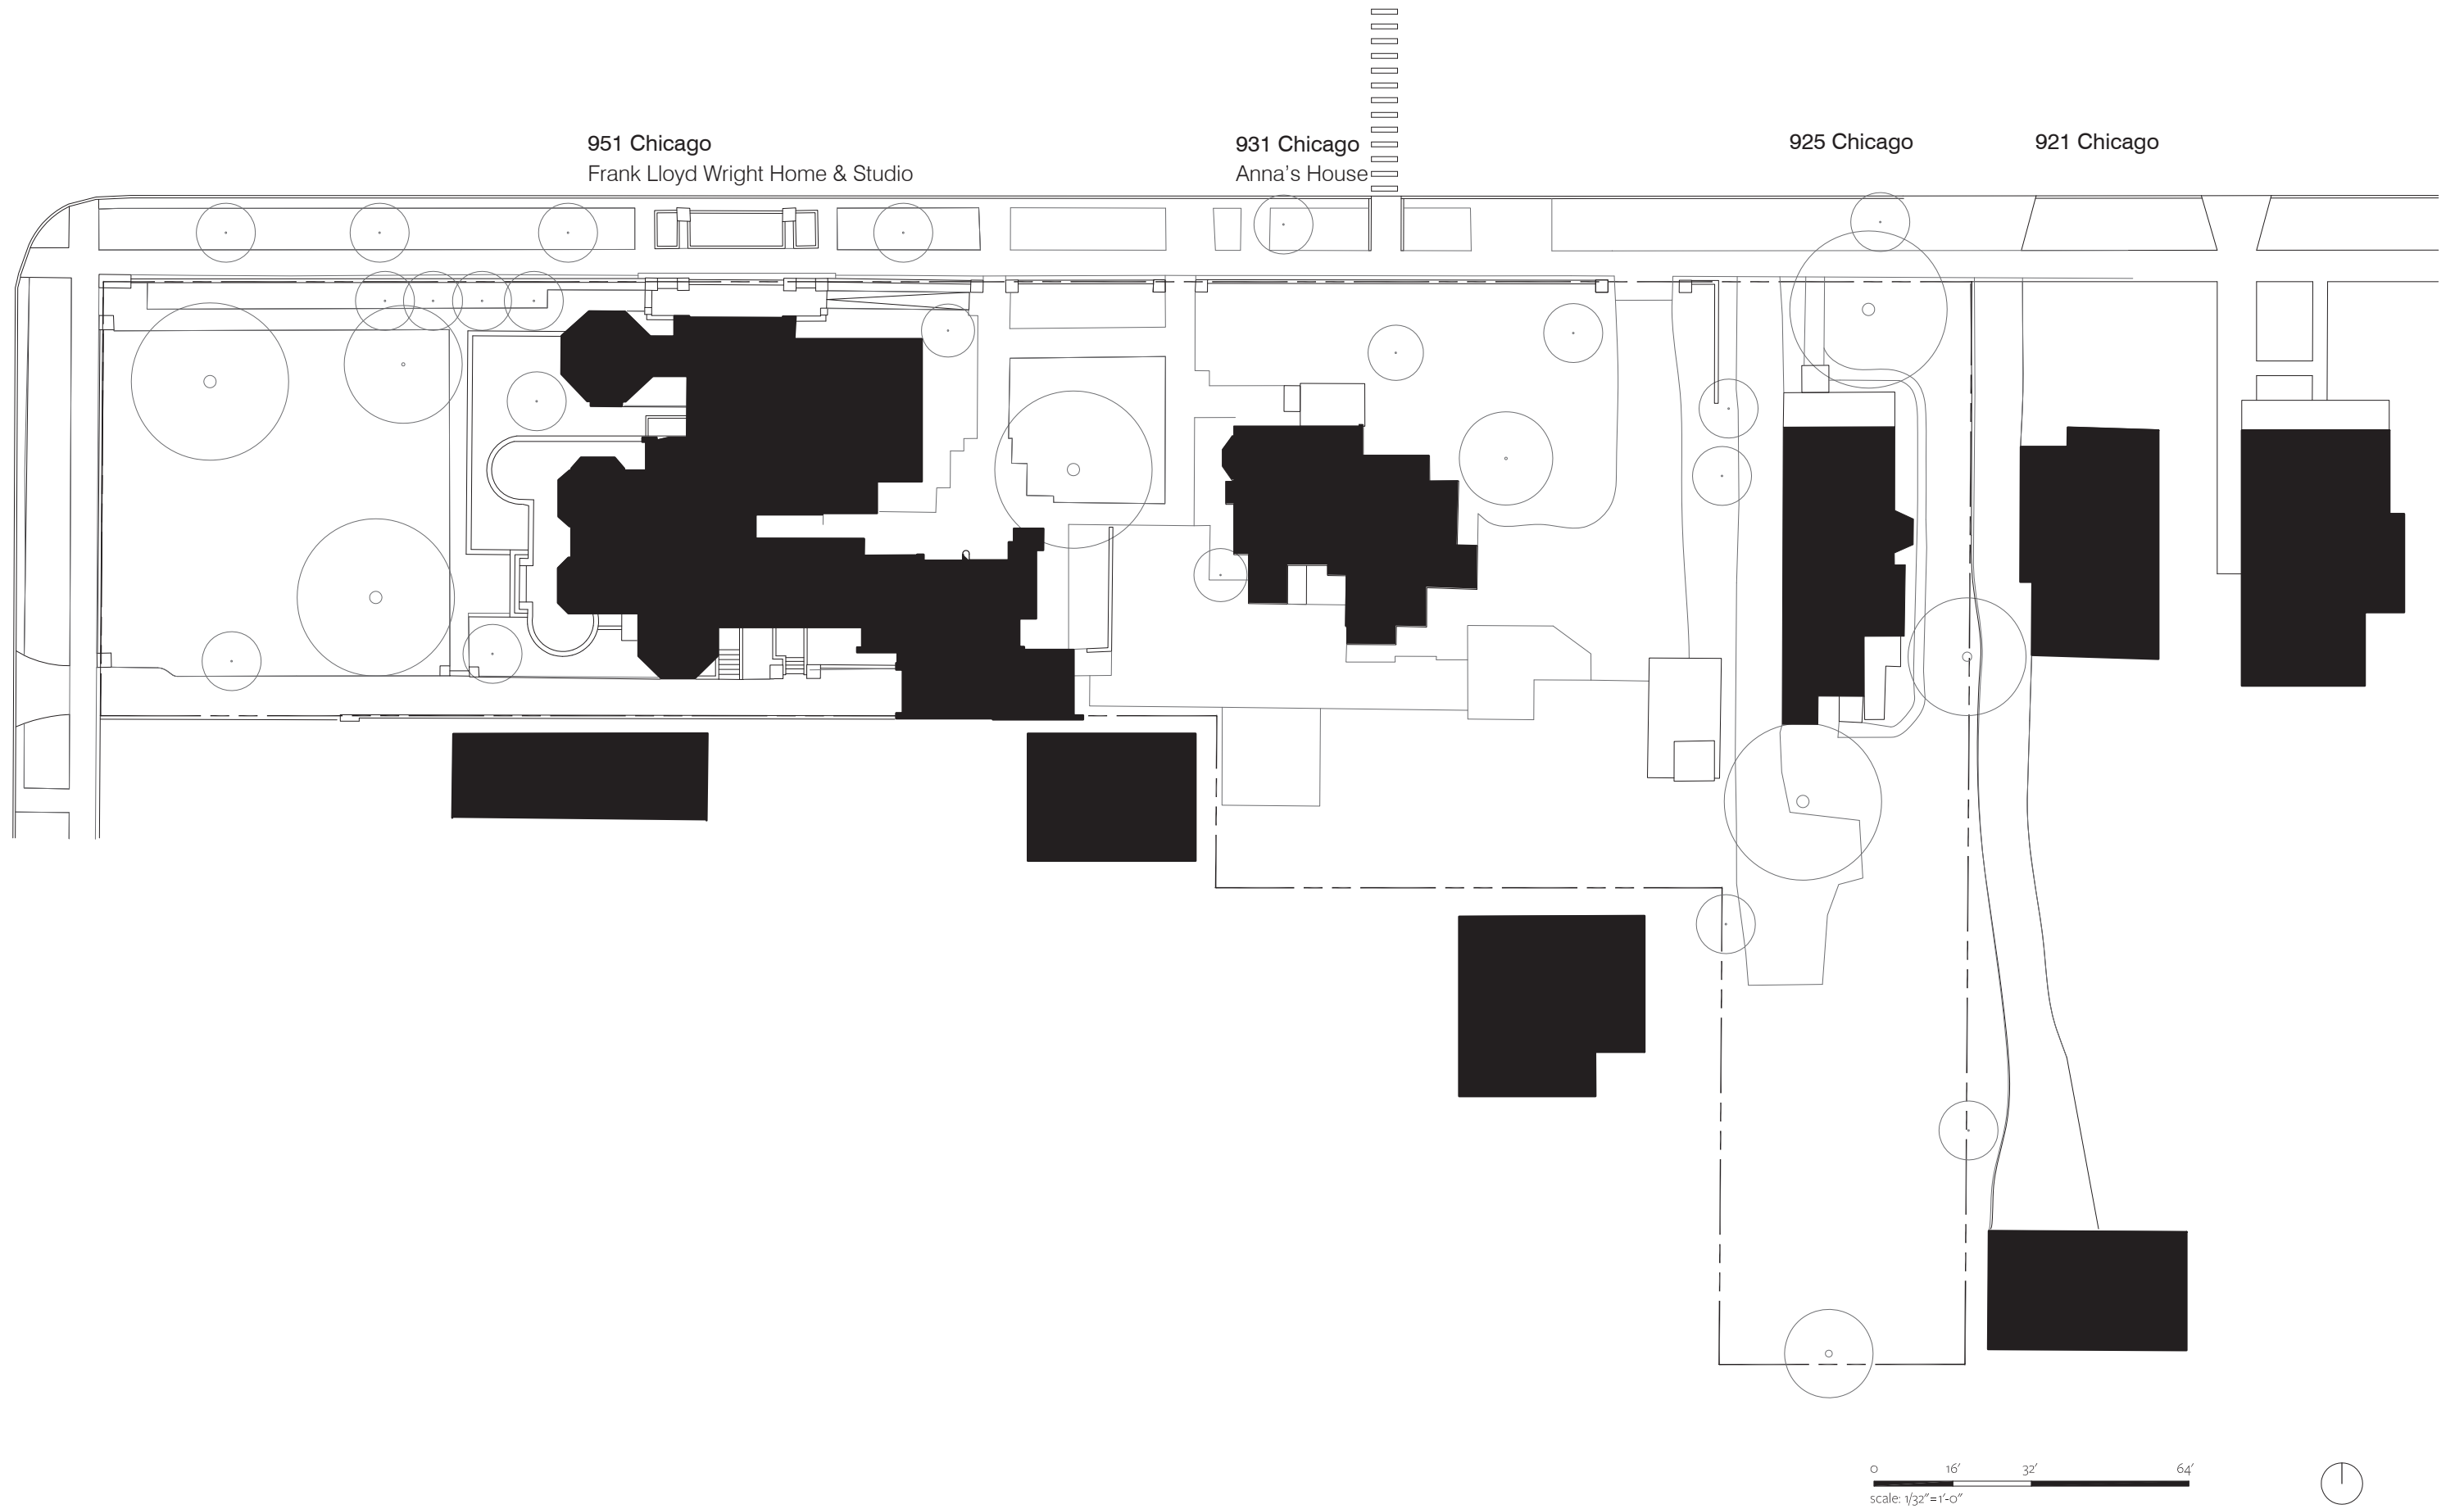 951 Chicago
Frank Lloyd Wright Home & Studio
931 Chicago
Anna's House
925 Chicago
921 Chicago
0 16' 32' 64'
scale: 1/32"=1'-0"